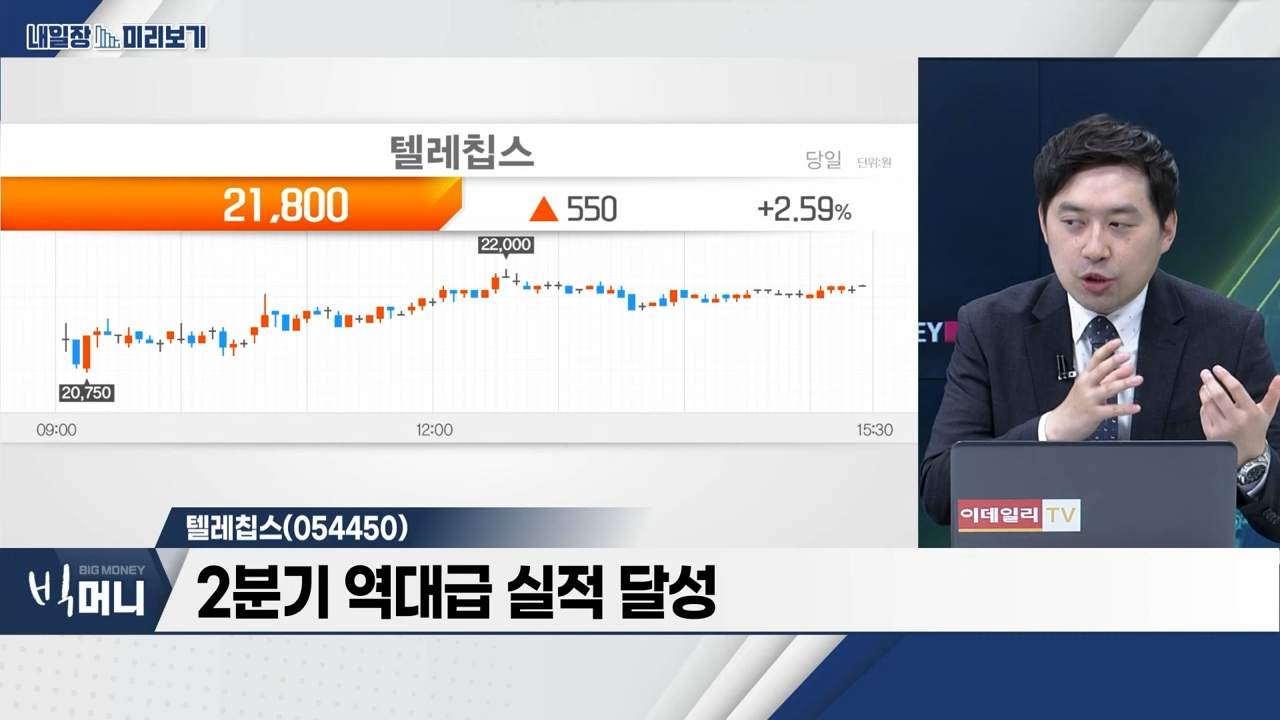 내일장 미리보기
텔레칩스
당일 단위:원
21,800 ▲ 550 +2.59%
22,000
20,750
09:00 12:00 15:30
EY
이데일리 TV
텔레칩스(054450)
BIG MONEY
빅머니
2분기 역대급 실적 달성